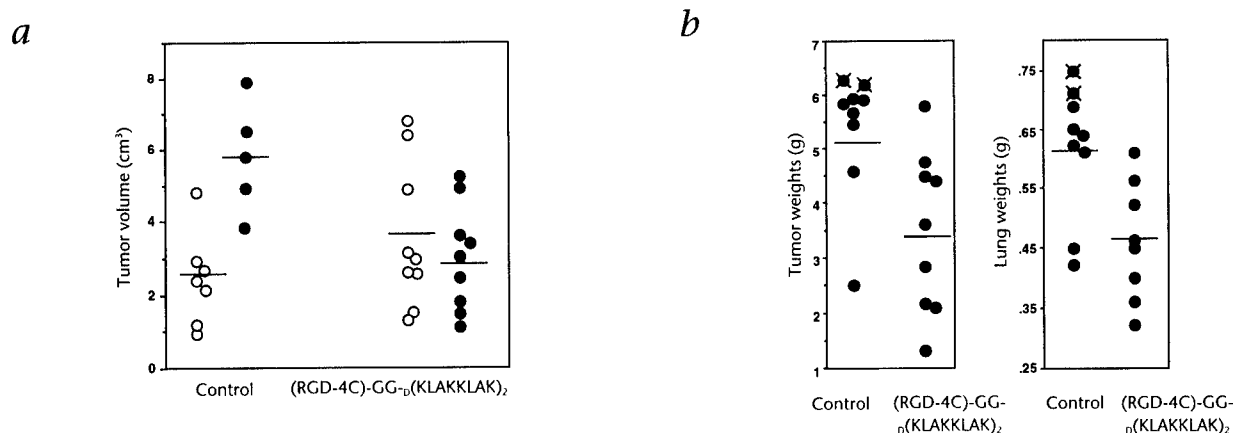 a
b
Tumor volume (cm³)
8
6
4
2
0
Control
(RGD-4C)-GG-D(KLAKKLAK)₂
Tumor weights (g)
7
6
5
4
3
2
1
Control
(RGD-4C)-GG-
D(KLAKKLAK)₂
Lung weights (g)
.75
.65
.55
.45
.35
.25
Control
(RGD-4C)-GG-
D(KLAKKLAK)₂